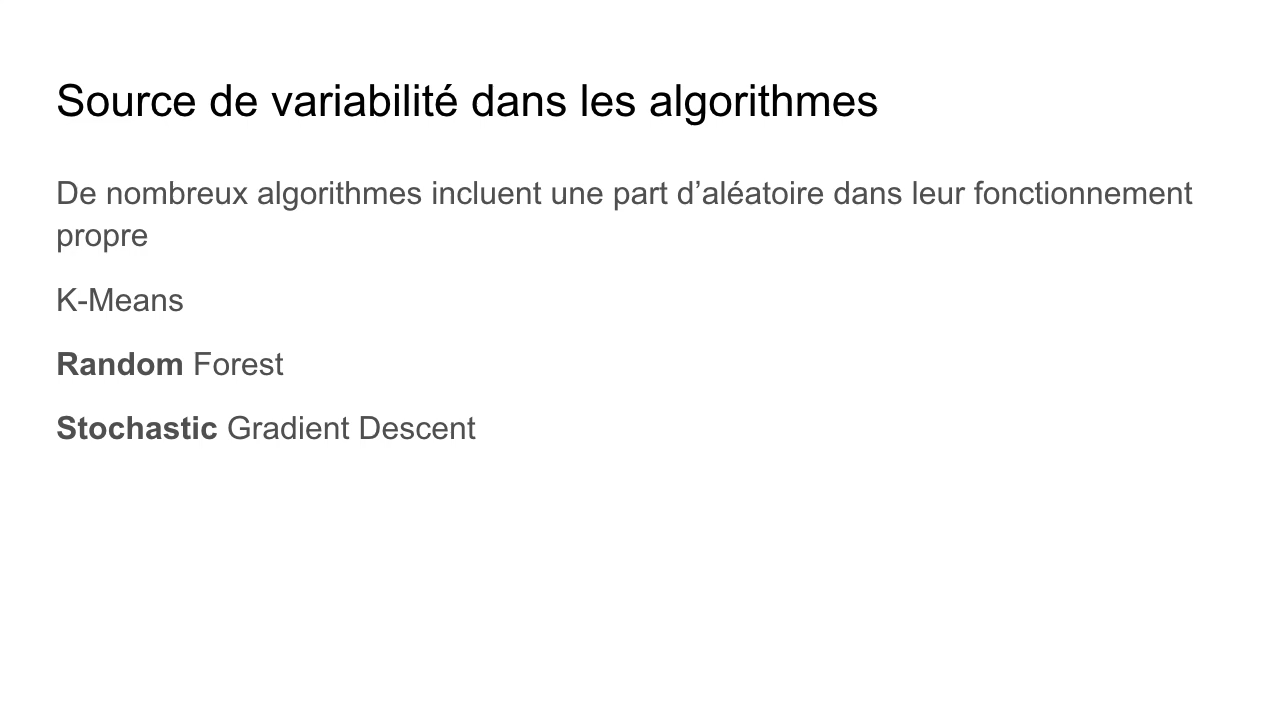 Source de variabilité dans les algorithmes
De nombreux algorithmes incluent une part d’aléatoire dans leur fonctionnement
propre
K-Means
Random Forest
Stochastic Gradient Descent